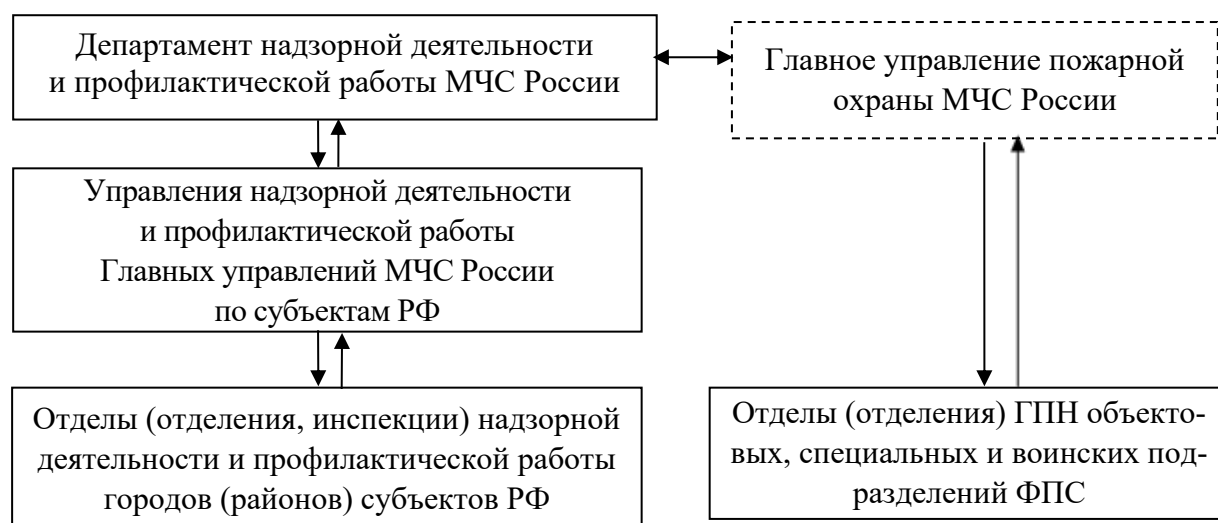 Департамент надзорной деятельности
и профилактической работы МЧС России
Главное управление пожарной
охраны МЧС России
Управления надзорной деятельности
и профилактической работы
Главных управлений МЧС России
по субъектам РФ
Отделы (отделения, инспекции) надзорной
деятельности и профилактической работы
городов (районов) субъектов РФ
Отделы (отделения) ГПН объекто-
вых, специальных и воинских под-
разделений ФПС